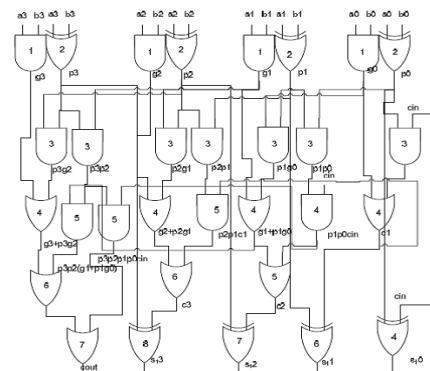 a3 b3 a3 b3 a2 b2 a2 b2 a1 b1 a1 b1 a0 b0 a0 b0
1 2 1 2 1 2 1 2
g3 p3 g2 p2 g1 p1 g0 p0 cin
3 3 3 3 3 3 3
p3g2 p3p2 p2g1 p2p1 p1g0 p1p0
cin
4 5 5 4 5 4 4 4
g3+p3g2 p3p2p1p0cin g2+p2g1 p2p1c1 g1+p1g0 p1p0cin c1
p3p2(g1+p1g0)
6 6 5
c3 c2 cin
7 8 7 6 4
cout s_13 s_12 s_11 s_10